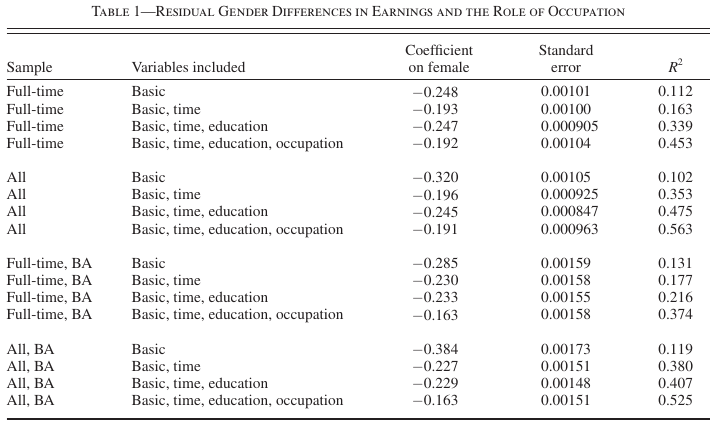 TABLE 1—RESIDUAL GENDER DIFFERENCES IN EARNINGS AND THE ROLE OF OCCUPATION
Sample Variables included Coefficient on female Standard error R²
Full-time Basic −0.248 0.00101 0.112
Full-time Basic, time −0.193 0.00100 0.163
Full-time Basic, time, education −0.247 0.000905 0.339
Full-time Basic, time, education, occupation −0.192 0.00104 0.453
All Basic −0.320 0.00105 0.102
All Basic, time −0.196 0.000925 0.353
All Basic, time, education −0.245 0.000847 0.475
All Basic, time, education, occupation −0.191 0.000963 0.563
Full-time, BA Basic −0.285 0.00159 0.131
Full-time, BA Basic, time −0.230 0.00158 0.177
Full-time, BA Basic, time, education −0.233 0.00155 0.216
Full-time, BA Basic, time, education, occupation −0.163 0.00158 0.374
All, BA Basic −0.384 0.00173 0.119
All, BA Basic, time −0.227 0.00151 0.380
All, BA Basic, time, education −0.229 0.00148 0.407
All, BA Basic, time, education, occupation −0.163 0.00151 0.525